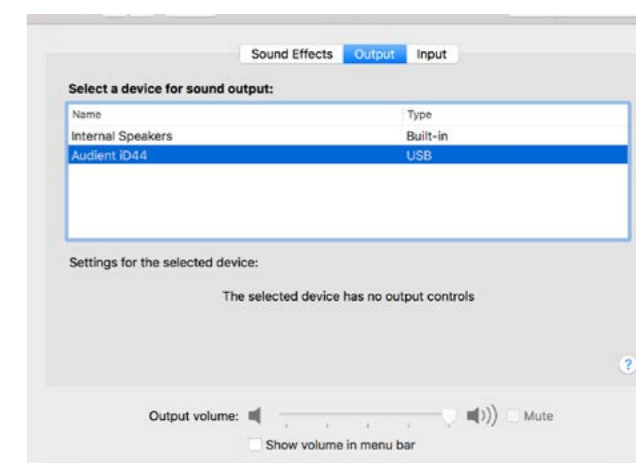 Sound Effects Output Input
Select a device for sound output:
Name Type
Internal Speakers Built-in
Audient iD44 USB
Settings for the selected device:
The selected device has no output controls
?
Output volume: Mute
Show volume in menu bar